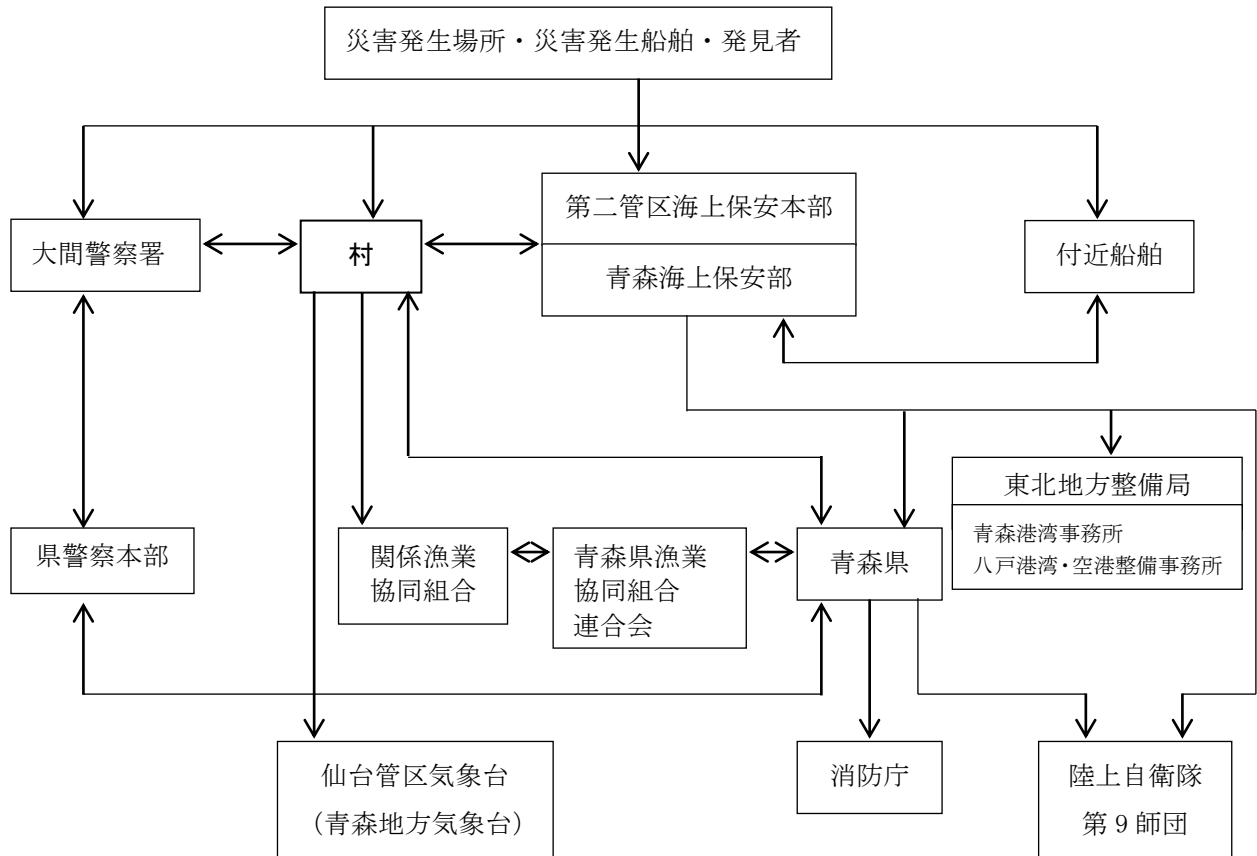 災害発生場所・災害発生船舶・発見者
第二管区海上保安本部
大間警察署
村
青森海上保安部
付近船舶
東北地方整備局
青森港湾事務所
八戸港湾・空港整備事務所
県警察本部
関係漁業
協同組合
青森県漁業
協同組合
連合会
青森県
仙台管区気象台
（青森地方気象台）
消防庁
陸上自衛隊
第９師団